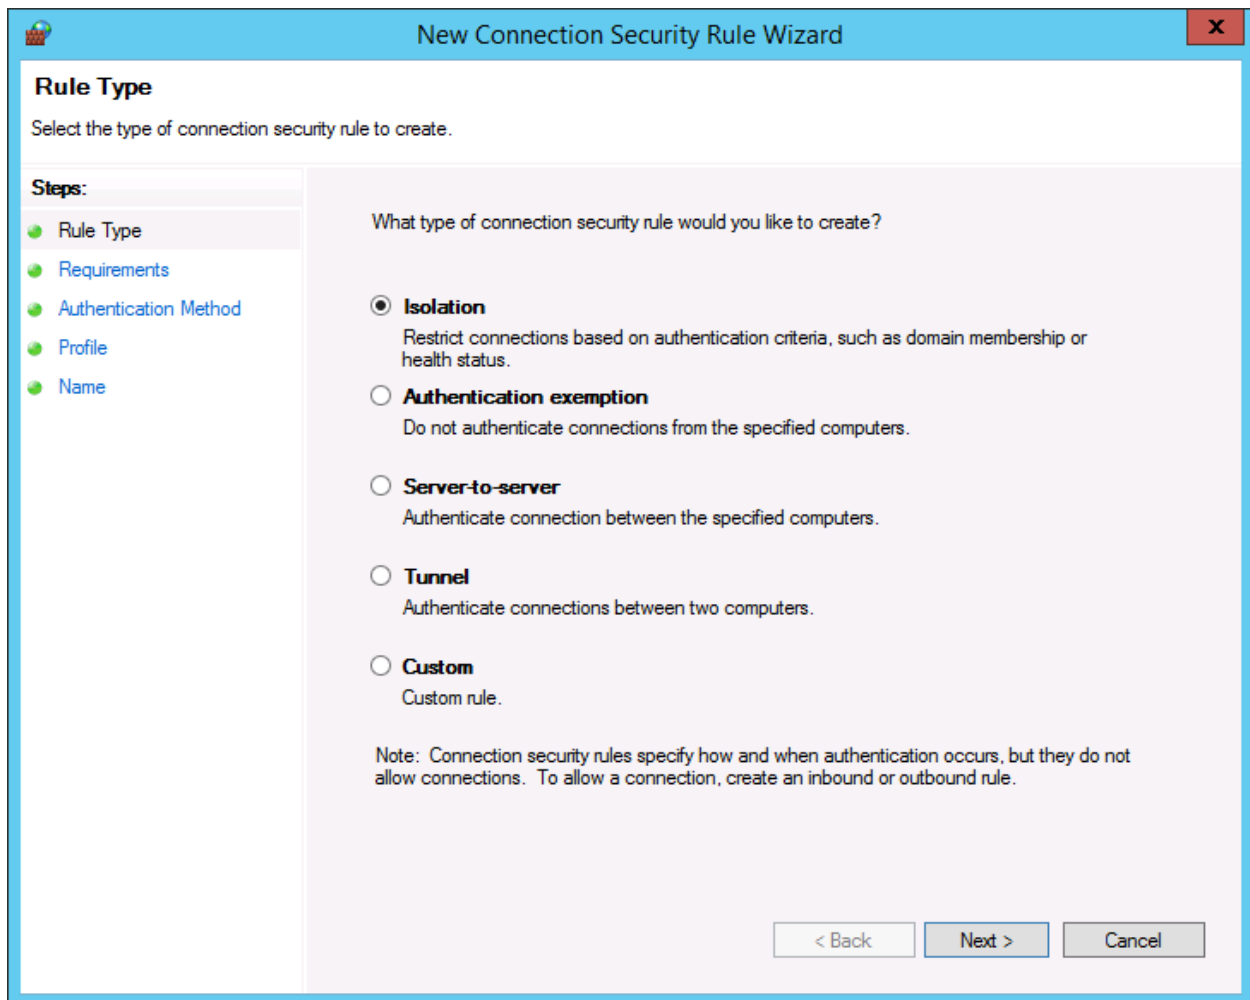 New Connection Security Rule Wizard
x
Rule Type
Select the type of connection security rule to create.
Steps:
Rule Type
Requirements
Authentication Method
Profile
Name
What type of connection security rule would you like to create?
Isolation
Restrict connections based on authentication criteria, such as domain membership or
health status.
Authentication exemption
Do not authenticate connections from the specified computers.
Server-to-server
Authenticate connection between the specified computers.
Tunnel
Authenticate connections between two computers.
Custom
Custom rule.
Note: Connection security rules specify how and when authentication occurs, but they do not
allow connections. To allow a connection, create an inbound or outbound rule.
< Back
Next >
Cancel